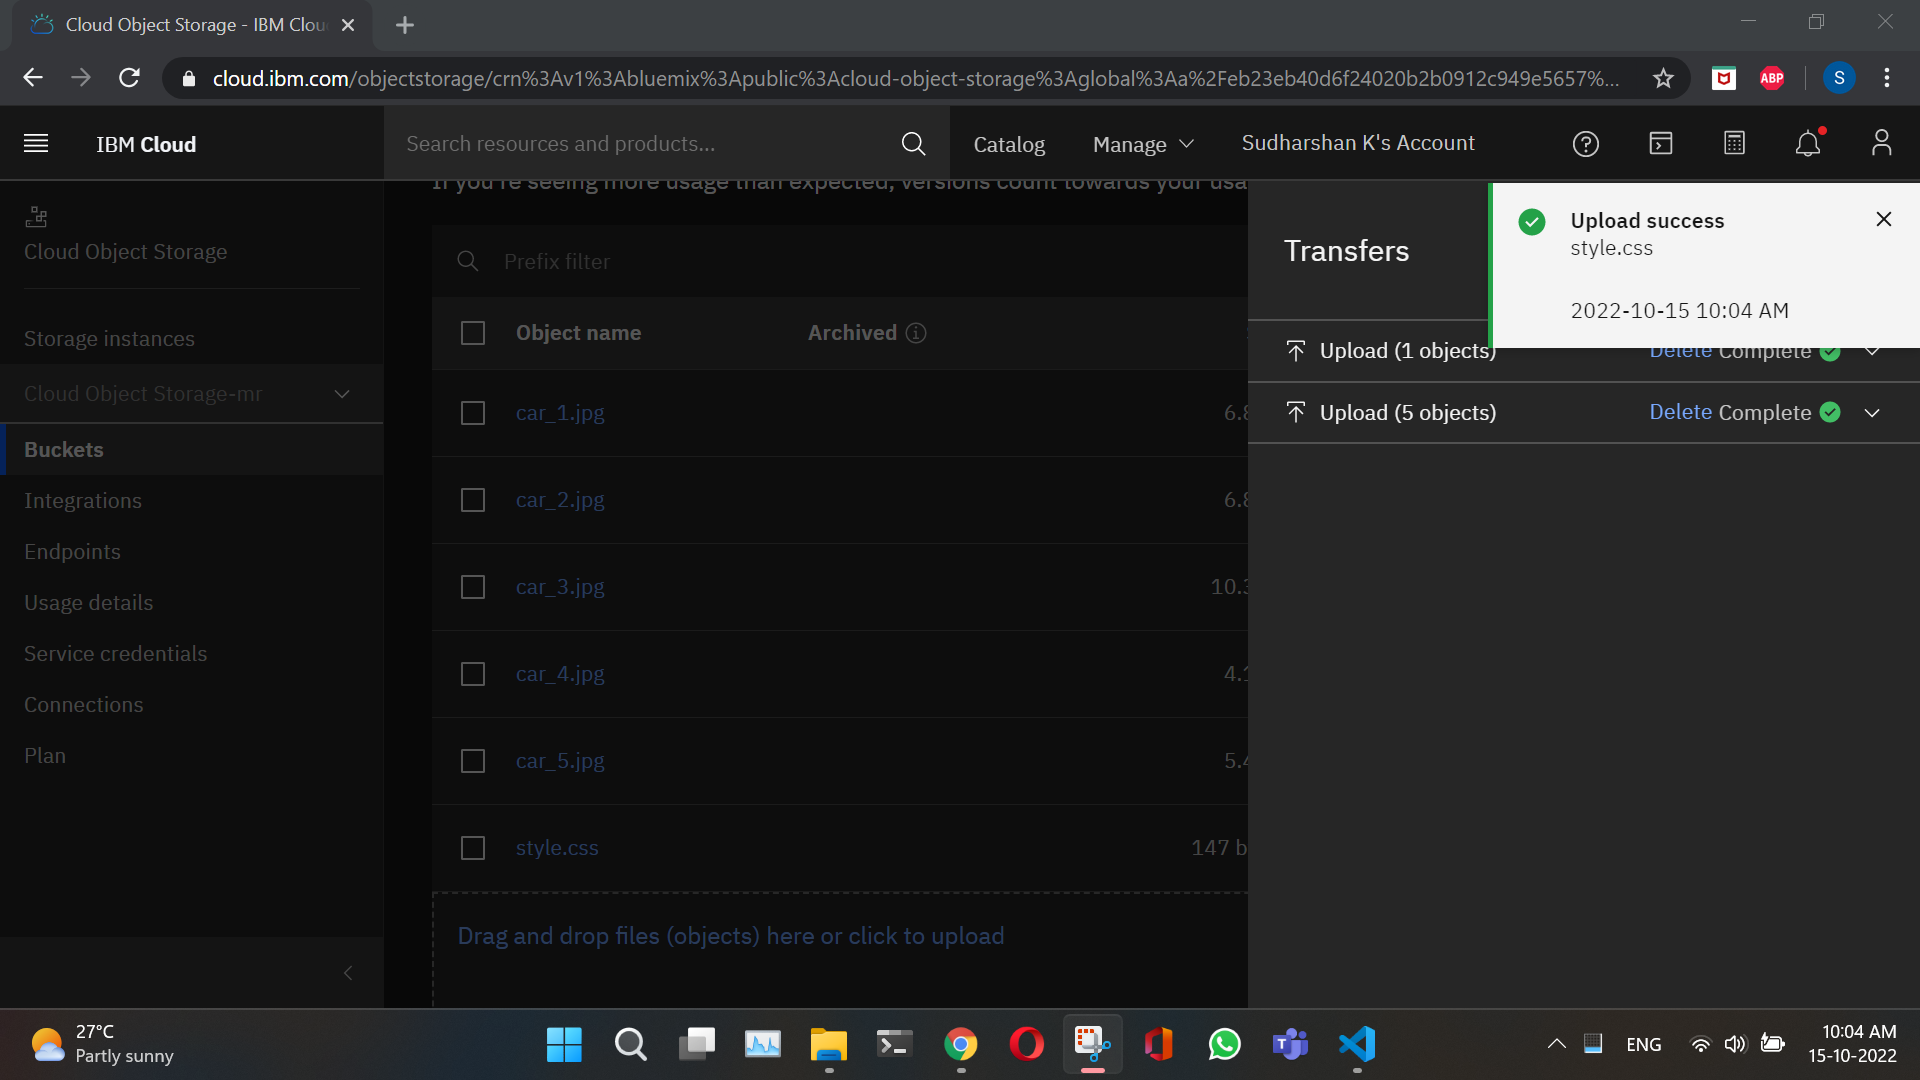 Cloud Object Storage - IBM Clou
cloud.ibm.com/objectstorage/crn%3Av1%3Abluemix%3Apublic%3Acloud-object-storage%3Aglobal%3Aa%2Feb23eb40d6f24020b2b0912c949e5657%...
ABP
S
IBM Cloud
Search resources and products...
Catalog
Manage
Sudharshan K's Account
Cloud Object Storage
Storage instances
Cloud Object Storage-mr
Buckets
Integrations
Endpoints
Usage details
Service credentials
Connections
Plan
If you're seeing more usage than expected, versions count towards your usa
Prefix filter
Object name Archived
car_1.jpg 6.8
car_2.jpg 6.8
car_3.jpg 10.3
car_4.jpg 4.1
car_5.jpg 5.4
style.css 147 b
Drag and drop files (objects) here or click to upload
Transfers
Upload success
style.css
2022-10-15 10:04 AM
Upload (1 objects) Delete Complete
Upload (5 objects) Delete Complete
27°C
Partly sunny
ENG
10:04 AM
15-10-2022